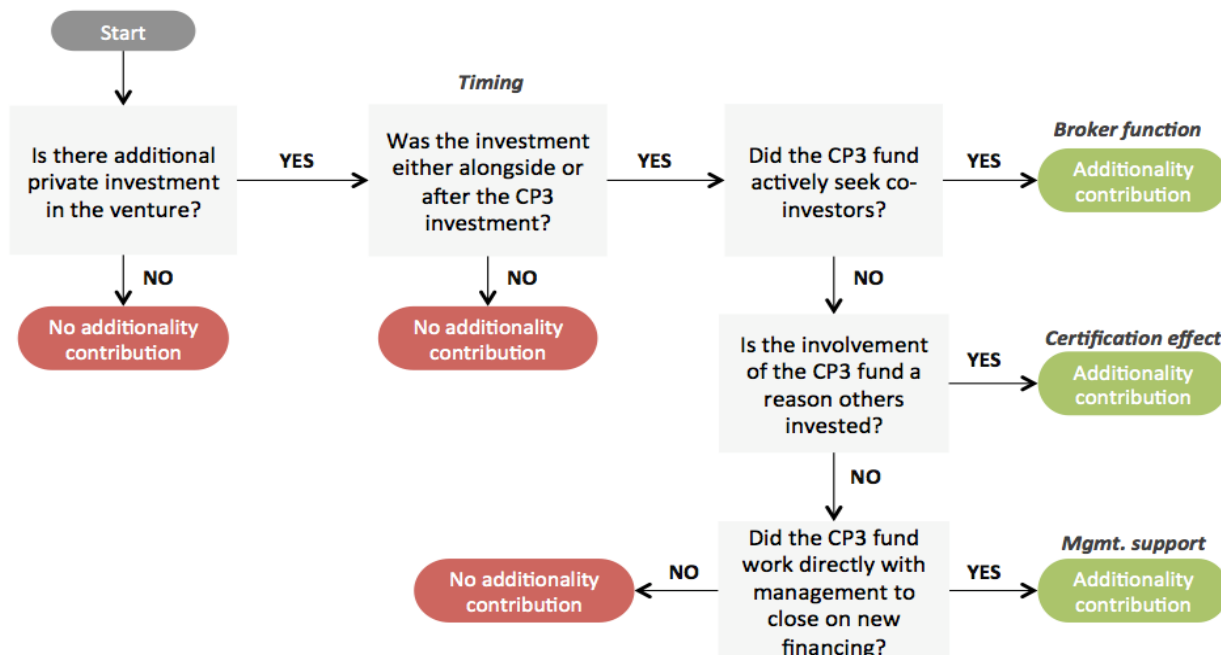 Start
Timing
Is there additional
private investment
in the venture?
YES
Was the investment
either alongside or
after the CP3
investment?
YES
Did the CP3 fund
actively seek co-
investors?
YES
Broker function
Additionality
contribution
NO
No additionality
contribution
NO
No additionality
contribution
NO
Is the involvement
of the CP3 fund a
reason others
invested?
YES
Certification effect
Additionality
contribution
NO
Did the CP3 fund
work directly with
management to
close on new
financing?
NO
No additionality
contribution
YES
Mgmt. support
Additionality
contribution